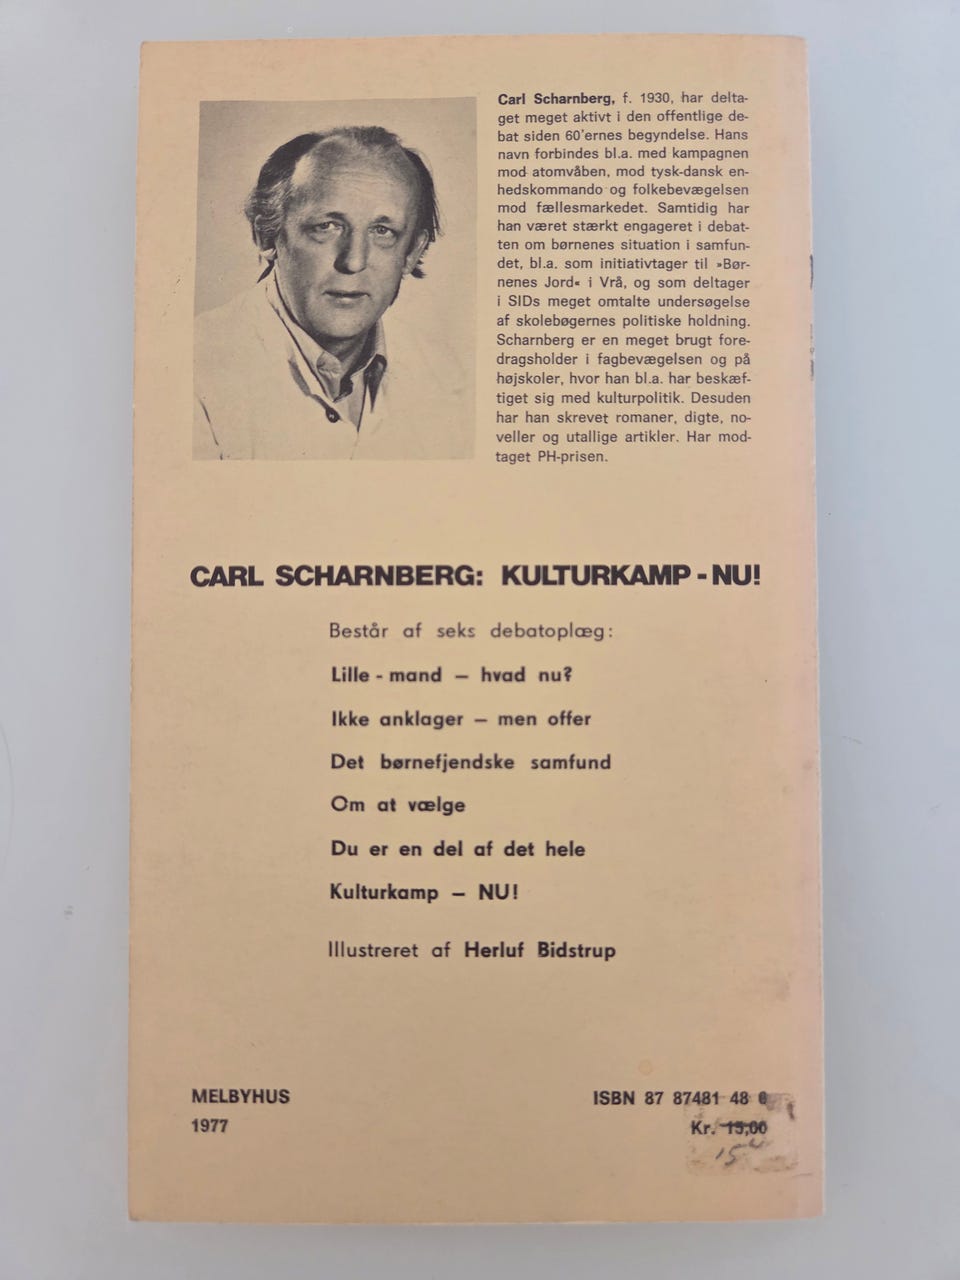 Carl Scharnberg, f. 1930, har delta-
get meget aktivt i den offentlige de-
bat siden 60'ernes begyndelse. Hans
navn forbindes bl.a. med kampagnen
mod atomvåben, mod tysk-dansk en-
hedskommando og folkebevægelsen
mod fællesmarkedet. Samtidig har
han været stærkt engageret i debat-
ten om børnenes situation i samfun-
det, bl.a. som initiativtager til »Bør-
nenes Jord« i Vrå, og som deltager
i SIDs meget omtalte undersøgelse
af skolebøgernes politiske holdning.
Scharnberg er en meget brugt fore-
dragsholder i fagbevægelsen og på
højskoler, hvor han bl.a. har beskæf-
tiget sig med kulturpolitik. Desuden
har han skrevet romaner, digte, no-
veller og utallige artikler. Har mod-
taget PH-prisen.
CARL SCHARNBERG: KULTURKAMP - NU!
Består af seks debatoplæg:
Lille - mand – hvad nu?
Ikke anklager – men offer
Det børnefjendske samfund
Om at vælge
Du er en del af det hele
Kulturkamp – NU!
Illustreret af Herluf Bidstrup
MELBYHUS
1977
ISBN 87 87481 48
Kr. 15,00
15